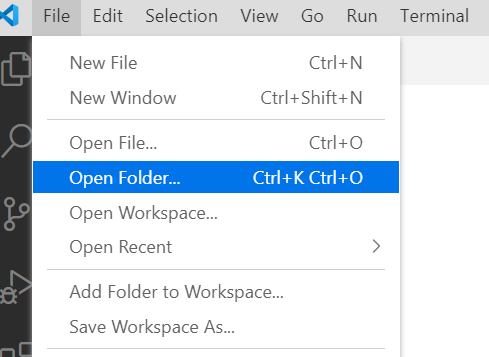 File Edit Selection View Go Run Terminal
New File Ctrl+N
New Window Ctrl+Shift+N
Open File... Ctrl+O
Open Folder... Ctrl+K Ctrl+O
Open Workspace...
Open Recent
Add Folder to Workspace...
Save Workspace As...